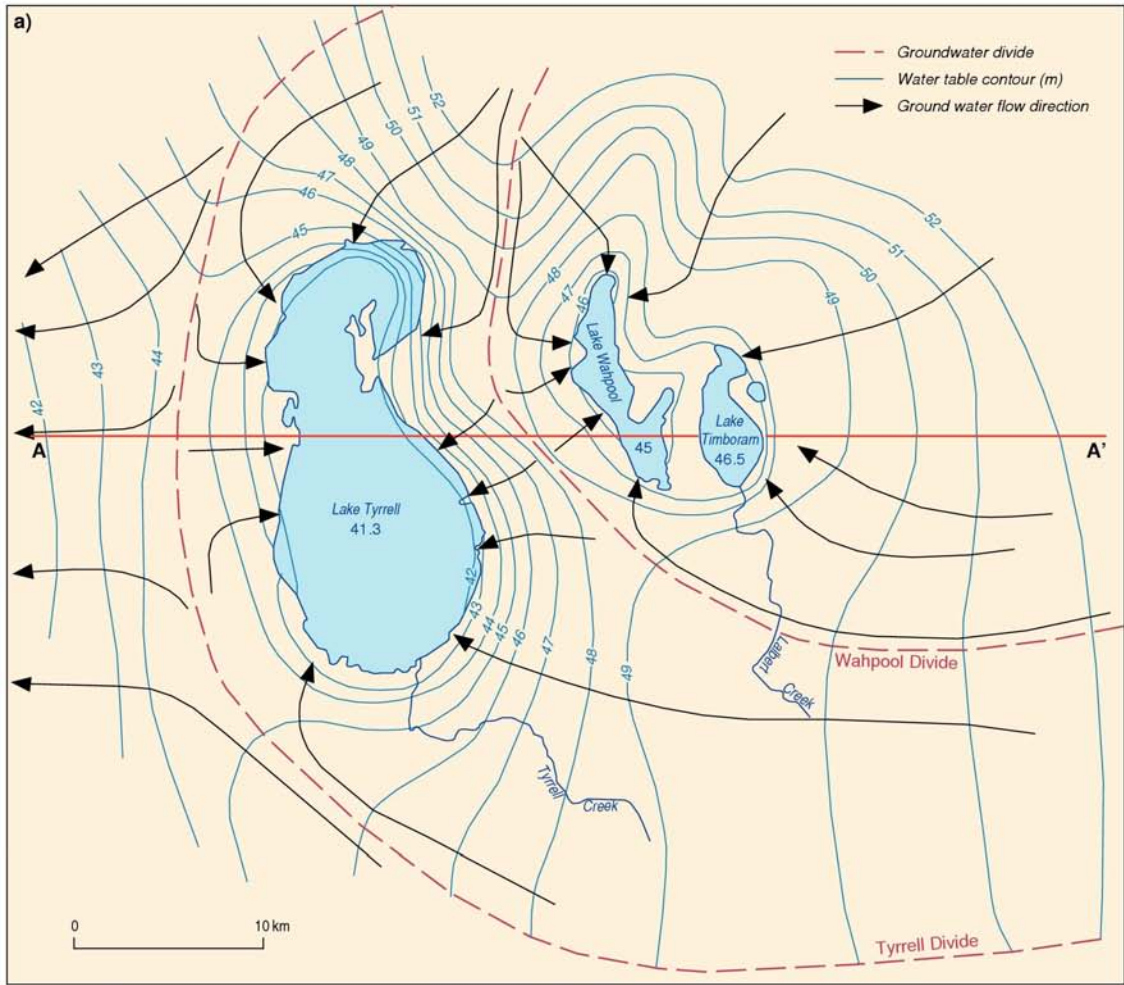 a)
Groundwater divide
Water table contour (m)
Ground water flow direction
52
51
50
49
48
47
46
45
52
51
50
49
48
47
46
44
43
42
Lake Wahpool
45
Lake
Timboram
46.5
A
A'
Lake Tyrrell
41.3
42
43
44
45
46
47
48
49
Wahpool Divide
Lalbert
Creek
Tyrrell
Creek
Tyrrell Divide
0
10 km